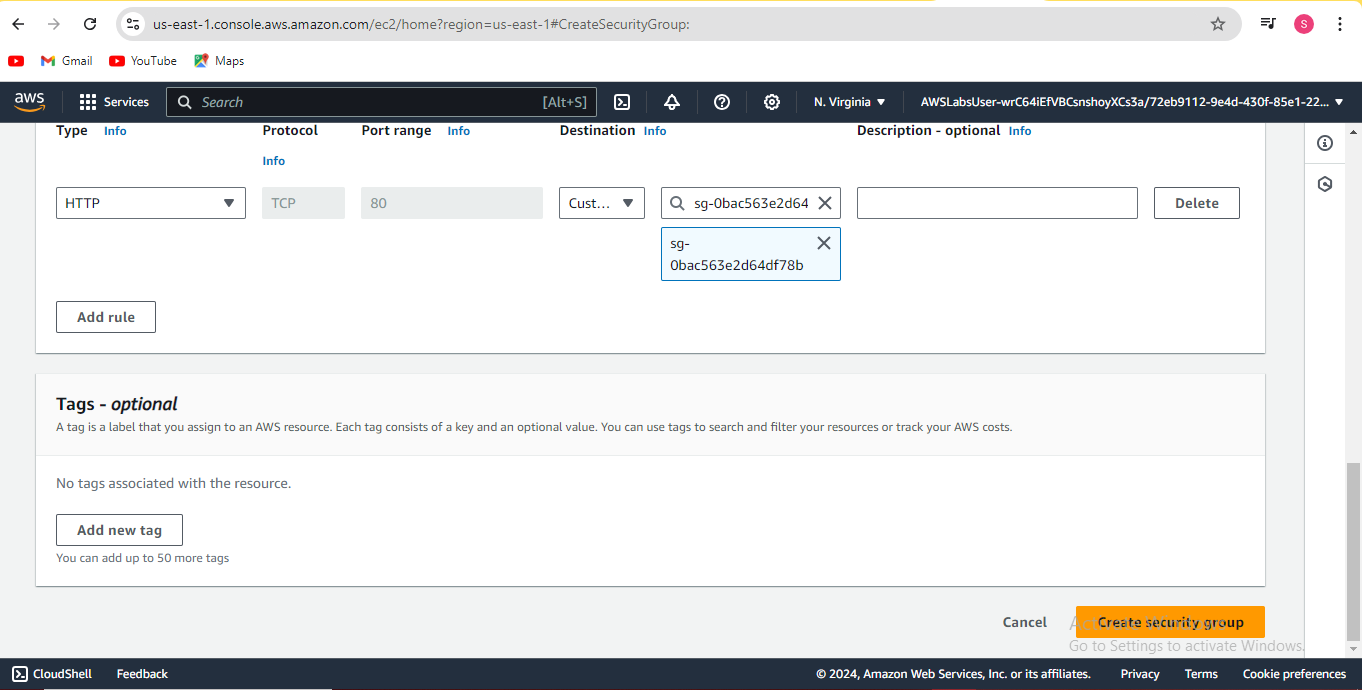 us-east-1.console.aws.amazon.com/ec2/home?region=us-east-1#CreateSecurityGroup:
S
Gmail YouTube Maps
aws Services Search [Alt+S] N. Virginia AWSLabsUser-wrC64iEfVBCsnshoyXCs3a/72eb9112-9e4d-430f-85e1-22...
Type Info Protocol Port range Info Destination Info Description - optional Info
Info
HTTP TCP 80 Cust... sg-0bac563e2d64 Delete
sg-
0bac563e2d64df78b
Add rule
Tags - optional
A tag is a label that you assign to an AWS resource. Each tag consists of a key and an optional value. You can use tags to search and filter your resources or track your AWS costs.
No tags associated with the resource.
Add new tag
You can add up to 50 more tags
Cancel Create security group
Go to Settings to activate Windows.
CloudShell Feedback © 2024, Amazon Web Services, Inc. or its affiliates. Privacy Terms Cookie preferences